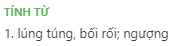 TÍNH TỪ
1. lúng túng, bối rối; ngượng